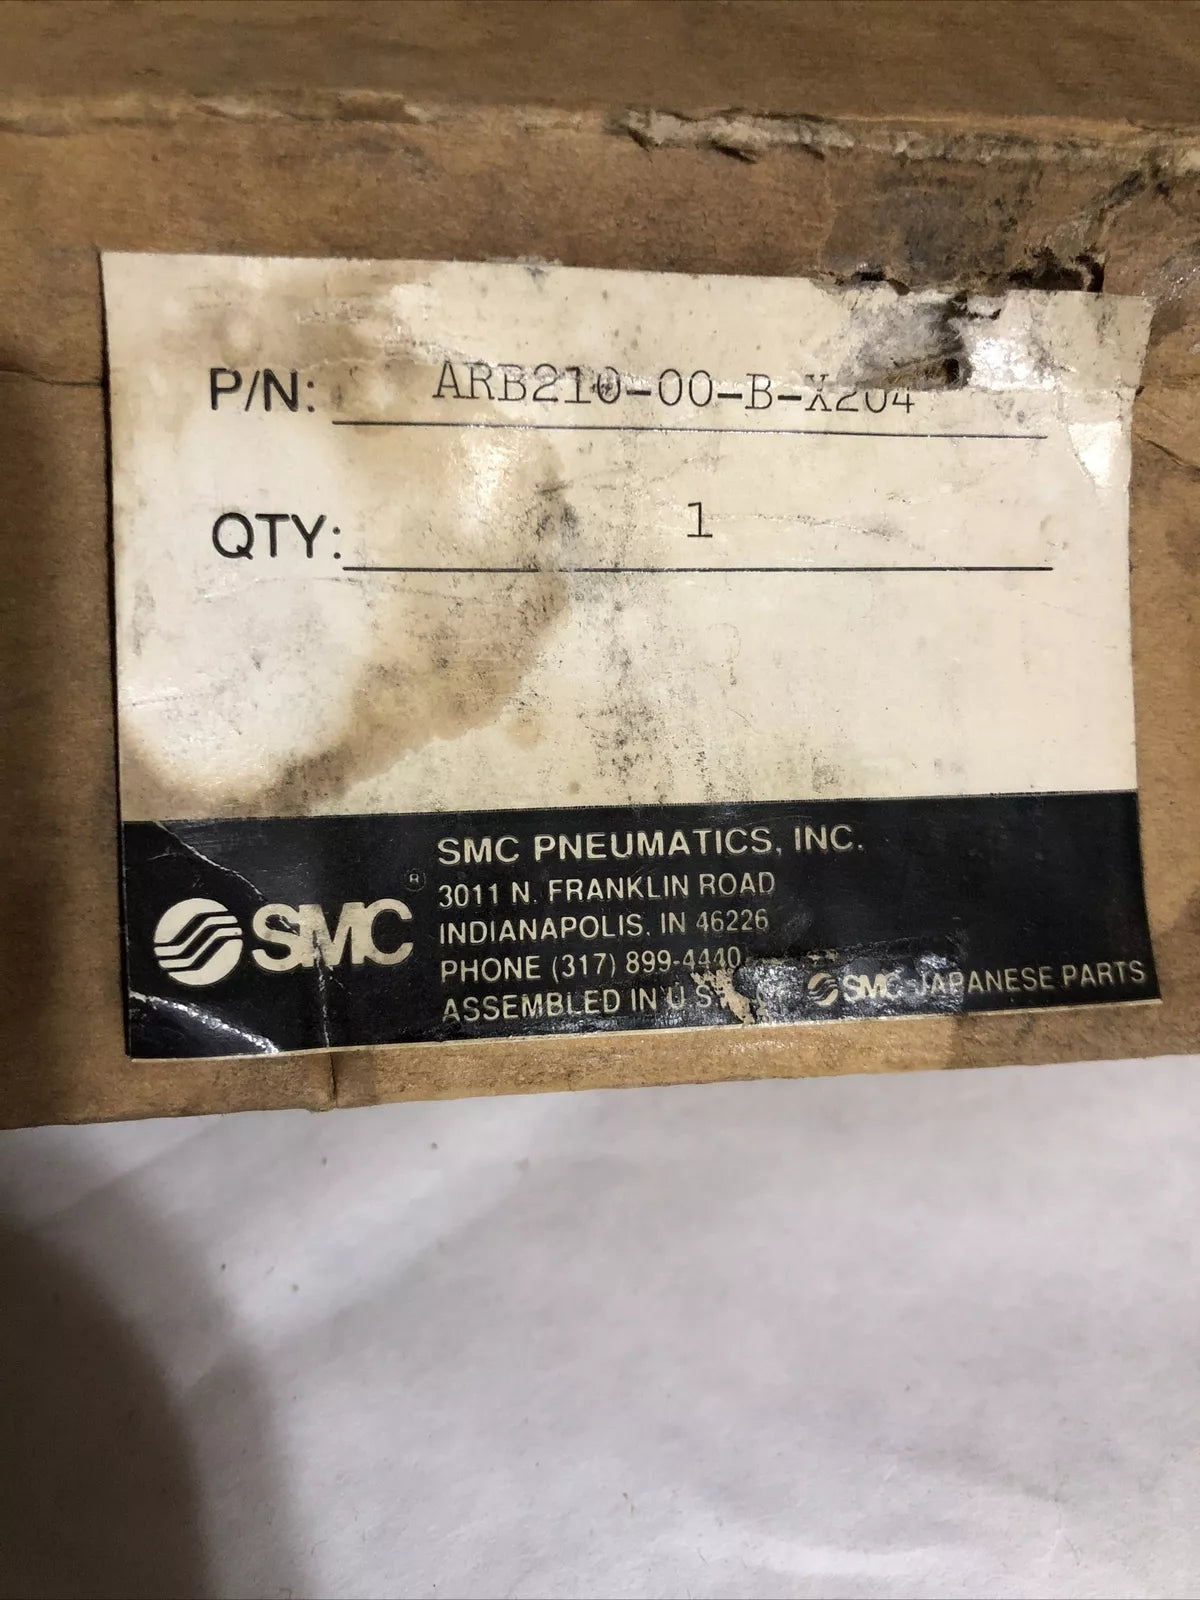 P/N: ARB210-00-B-X204
QTY: 1
SMC PNEUMATICS, INC.
® SMC
3011 N. FRANKLIN ROAD
INDIANAPOLIS, IN 46226
PHONE (317) 899-4440
ASSEMBLED IN U.S.
SMC JAPANESE PARTS